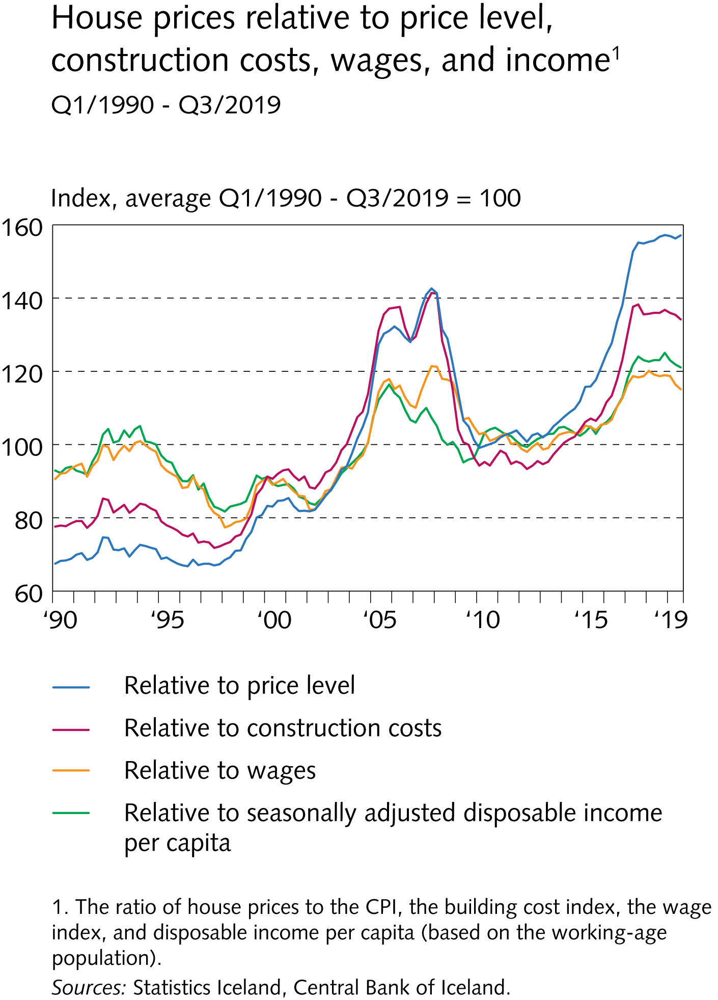 House prices relative to price level,
construction costs, wages, and income¹
Q1/1990 - Q3/2019
Index, average Q1/1990 - Q3/2019 = 100
160
140
120
100
80
60
‘90 ‘95 ‘00 ‘05 ‘10 ‘15 ‘19
Relative to price level
Relative to construction costs
Relative to wages
Relative to seasonally adjusted disposable income
per capita
1. The ratio of house prices to the CPI, the building cost index, the wage
index, and disposable income per capita (based on the working-age
population).
Sources: Statistics Iceland, Central Bank of Iceland.